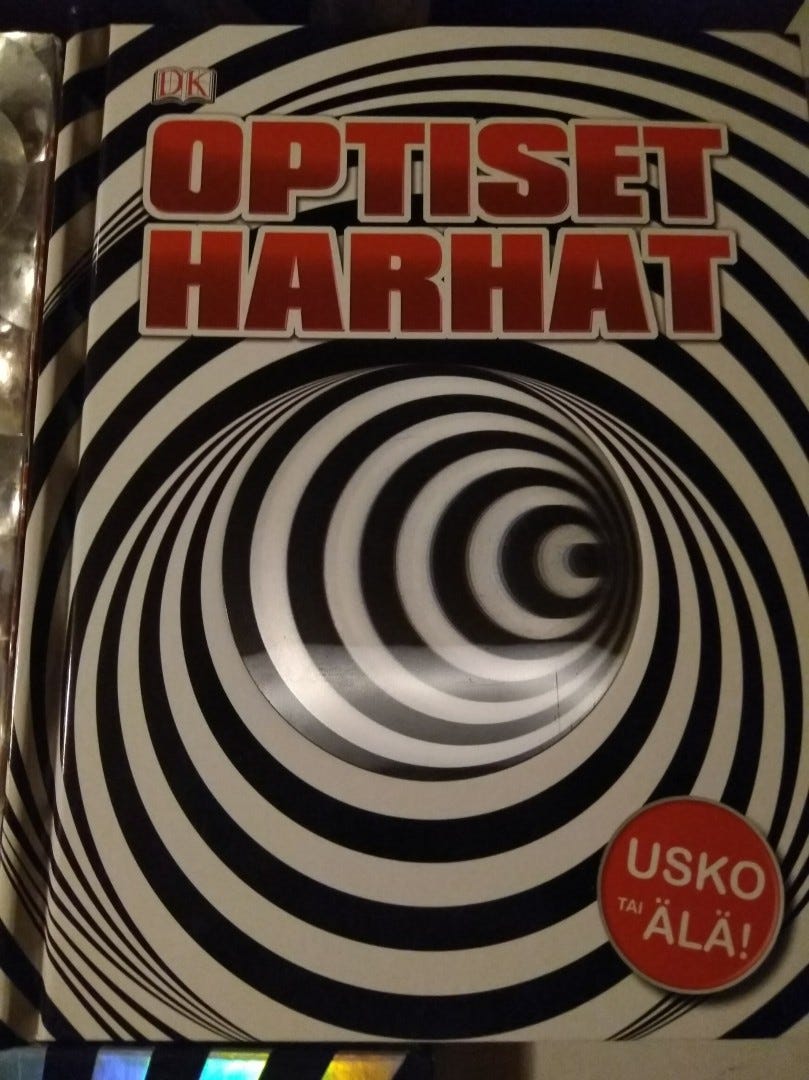 DK
OPTISET
HARHAT
USKO
TAI ÄLÄ!